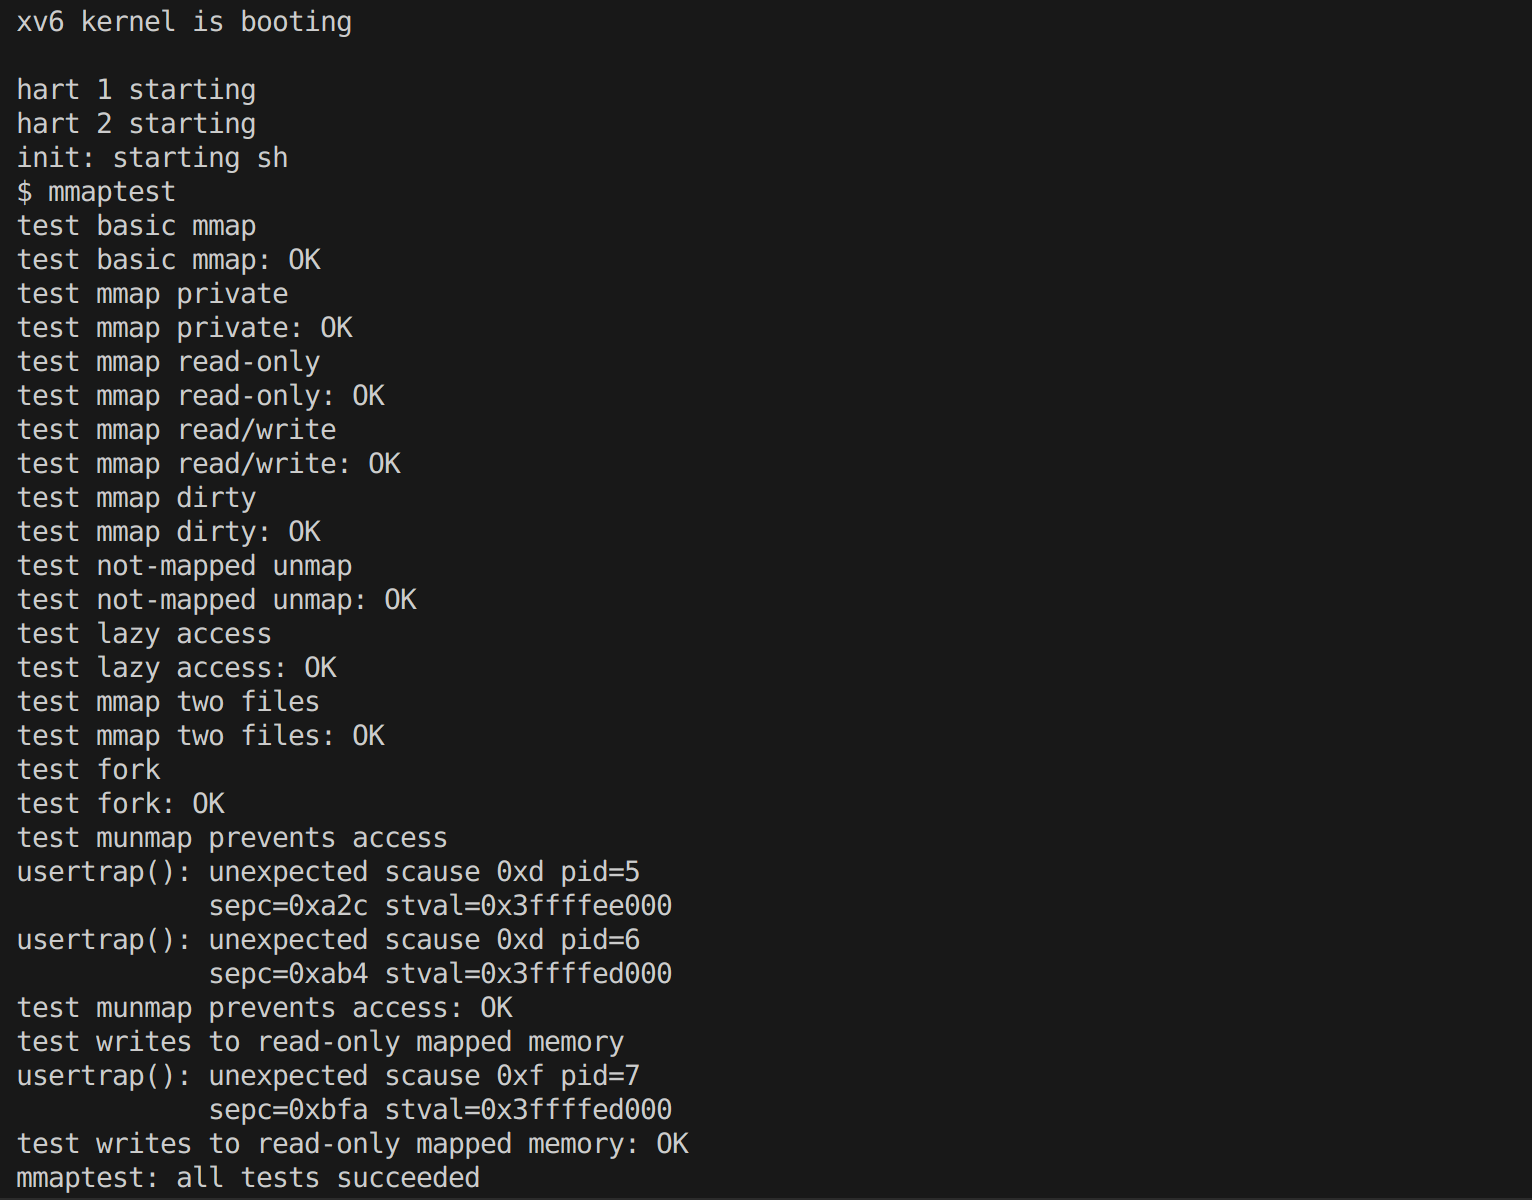 xv6 kernel is booting
hart 1 starting
hart 2 starting
init: starting sh
$ mmaptest
test basic mmap
test basic mmap: OK
test mmap private
test mmap private: OK
test mmap read-only
test mmap read-only: OK
test mmap read/write
test mmap read/write: OK
test mmap dirty
test mmap dirty: OK
test not-mapped unmap
test not-mapped unmap: OK
test lazy access
test lazy access: OK
test mmap two files
test mmap two files: OK
test fork
test fork: OK
test munmap prevents access
usertrap(): unexpected scause 0xd pid=5
sepc=0xa2c stval=0x3ffffee000
usertrap(): unexpected scause 0xd pid=6
sepc=0xab4 stval=0x3ffffed000
test munmap prevents access: OK
test writes to read-only mapped memory
usertrap(): unexpected scause 0xf pid=7
sepc=0xbfa stval=0x3ffffed000
test writes to read-only mapped memory: OK
mmaptest: all tests succeeded